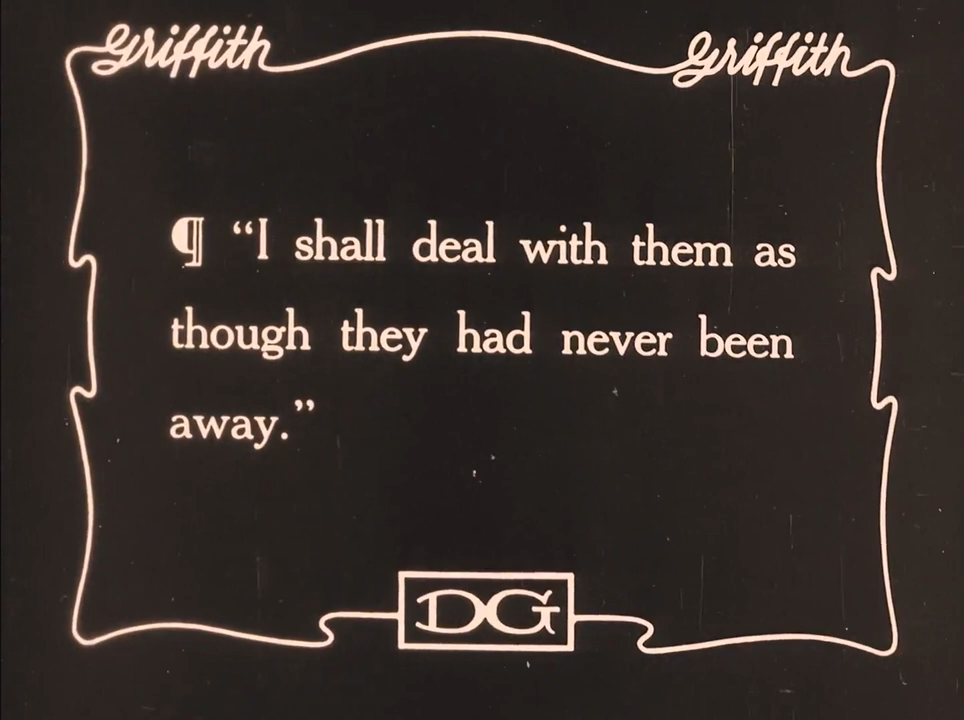 Griffith Griffith
¶ “I shall deal with them as
though they had never been
away.”
DG